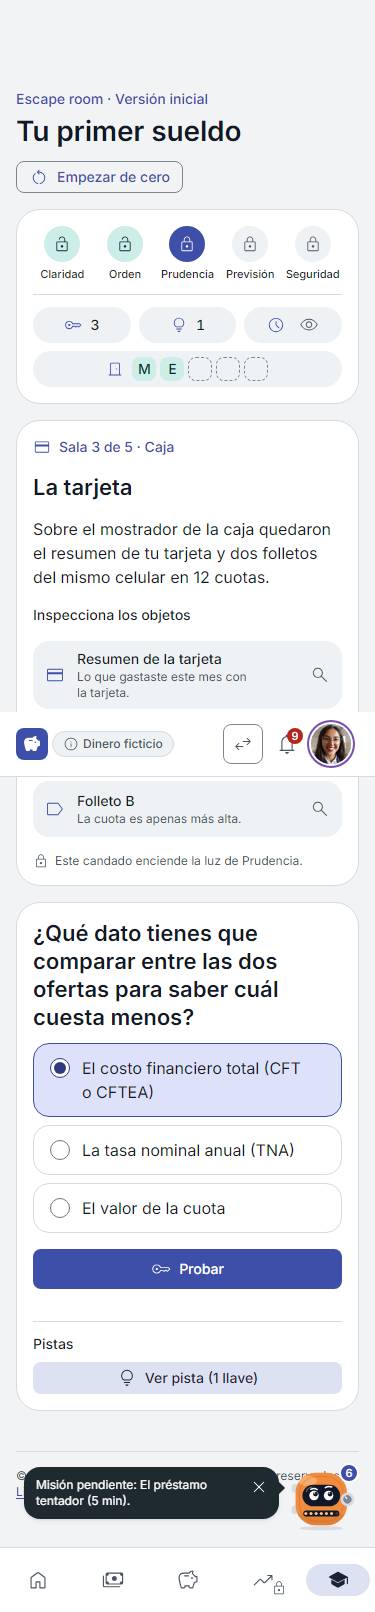 Escape room · Versión inicial
Tu primer sueldo
Empezar de cero
Claridad Orden Prudencia Previsión Seguridad
3 1
M E
Sala 3 de 5 · Caja
La tarjeta
Sobre el mostrador de la caja quedaron
el resumen de tu tarjeta y dos folletos
del mismo celular en 12 cuotas.
Inspecciona los objetos
Resumen de la tarjeta
Lo que gastaste este mes con
la tarjeta.
Dinero ficticio
9
Folleto B
La cuota es apenas más alta.
Este candado enciende la luz de Prudencia.
¿Qué dato tienes que
comparar entre las dos
ofertas para saber cuál
cuesta menos?
El costo financiero total (CFT
o CFTEA)
La tasa nominal anual (TNA)
El valor de la cuota
Probar
Pistas
Ver pista (1 llave)
©
6
Misión pendiente: El préstamo
tentador (5 min).